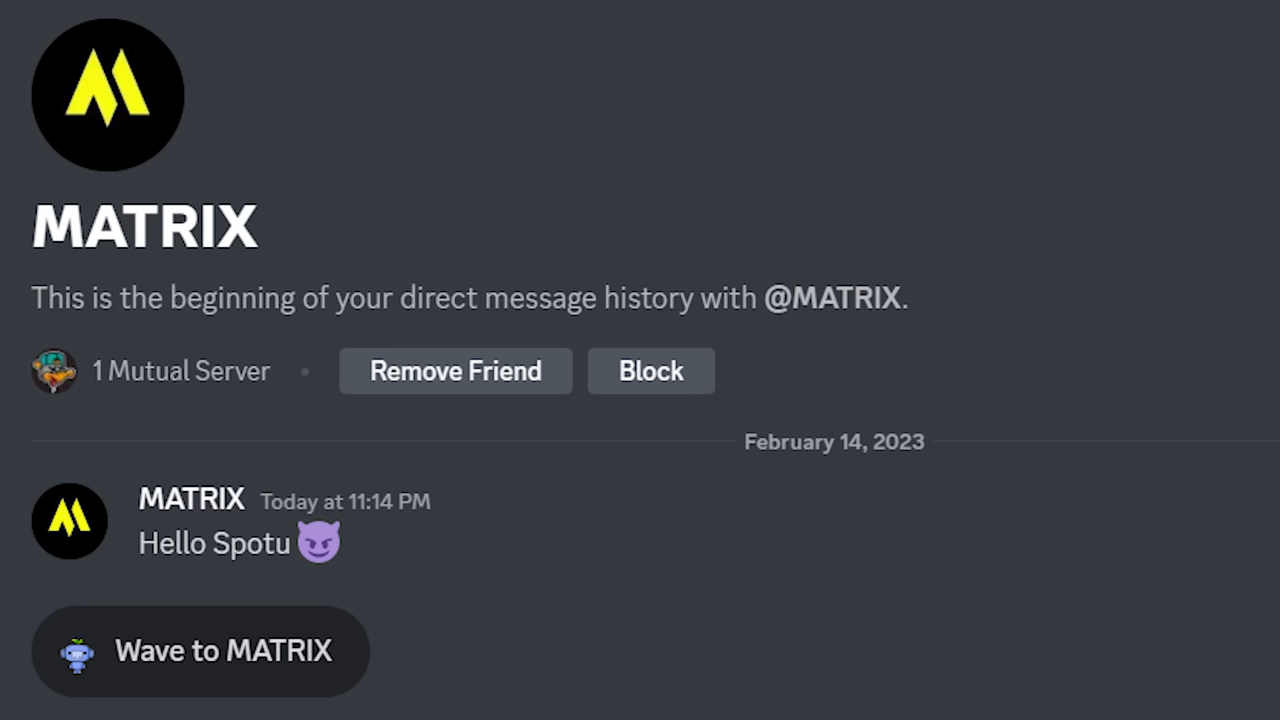 MATRIX
This is the beginning of your direct message history with @MATRIX.
1 Mutual Server
Remove Friend
Block
February 14, 2023
MATRIX Today at 11:14 PM
Hello Spotu 😈
Wave to MATRIX